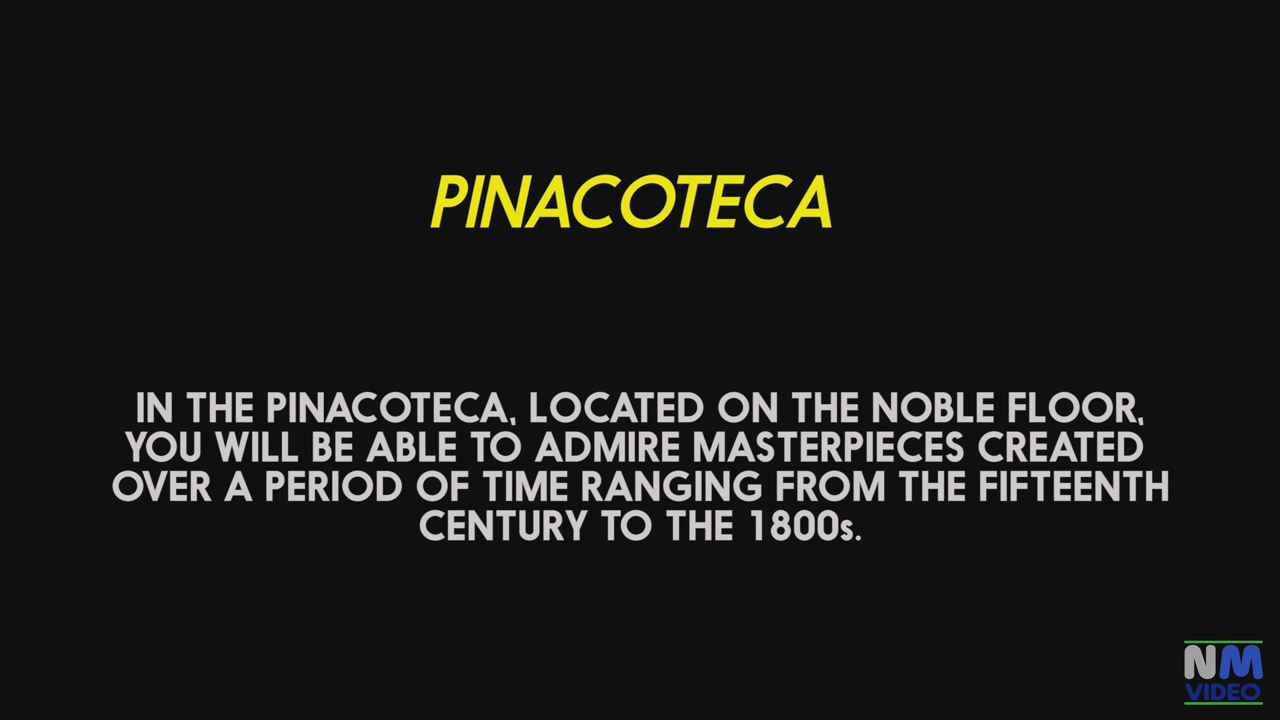 PINACOTECA
IN THE PINACOTECA, LOCATED ON THE NOBLE FLOOR,
YOU WILL BE ABLE TO ADMIRE MASTERPIECES CREATED
OVER A PERIOD OF TIME RANGING FROM THE FIFTEENTH
CENTURY TO THE 1800s.
NM
VIDEO